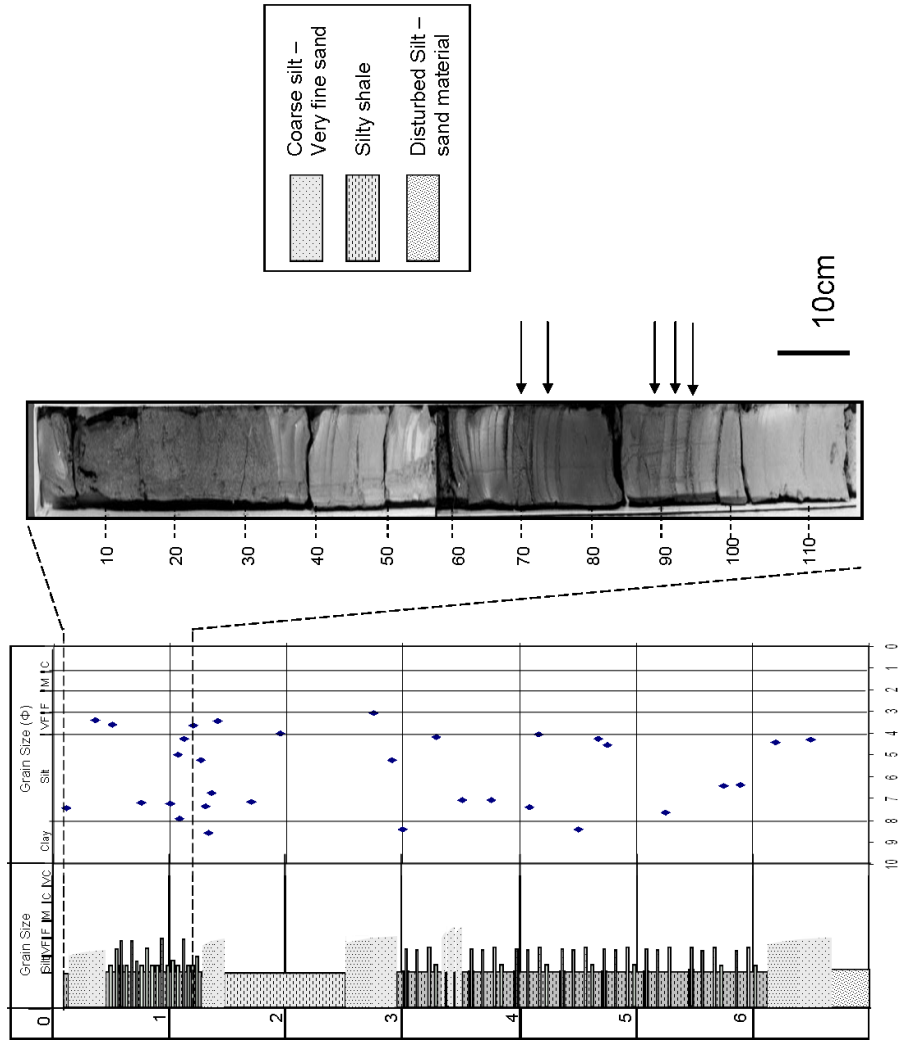 Coarse silt –
Very fine sand
Silty shale
Disturbed Silt –
sand material
10cm
10
20
30
40
50
60
70
80
90
100
110
Grain Size (Φ)
Clay
Silt
VF
F
M
C
10
9
8
7
6
5
4
3
2
1
0
Grain Size
Silt
VF
F
M
C
VC
0
1
2
3
4
5
6